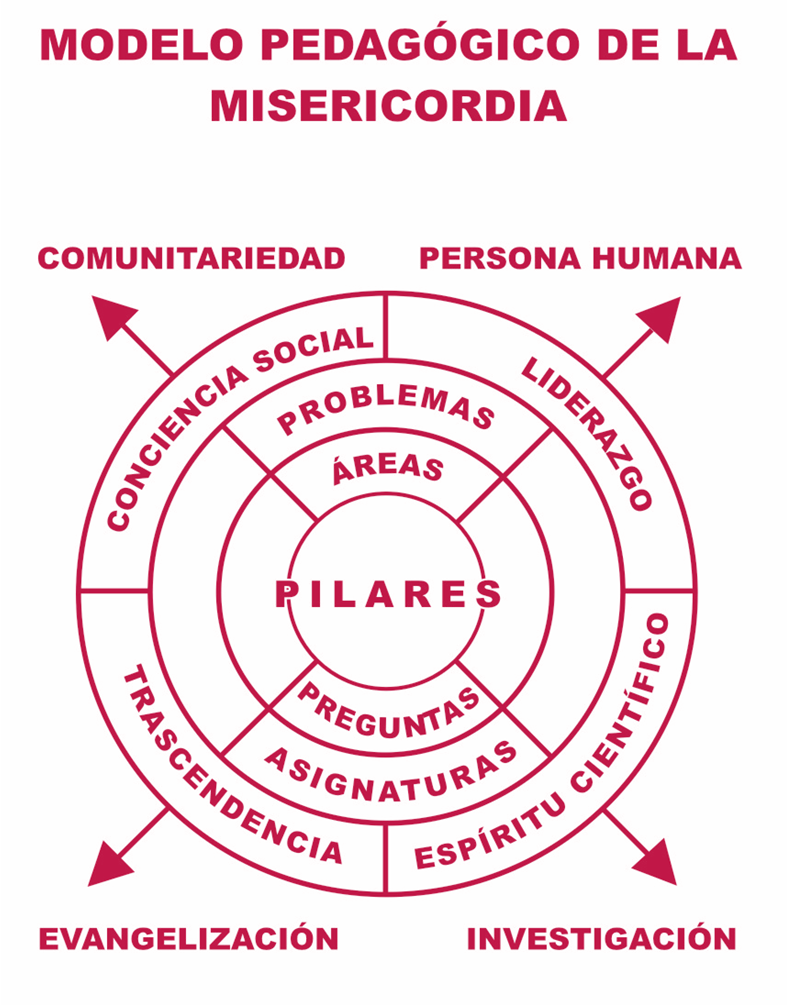 MODELO PEDAGÓGICO DE LA
MISERICORDIA
COMUNITARIEDAD
PERSONA HUMANA
CONCIENCIA SOCIAL
LIDERAZGO
PROBLEMAS
ÁREAS
PILARES
PREGUNTAS
ASIGNATURAS
TRASCENDENCIA
ESPÍRITU CIENTÍFICO
EVANGELIZACIÓN
INVESTIGACIÓN